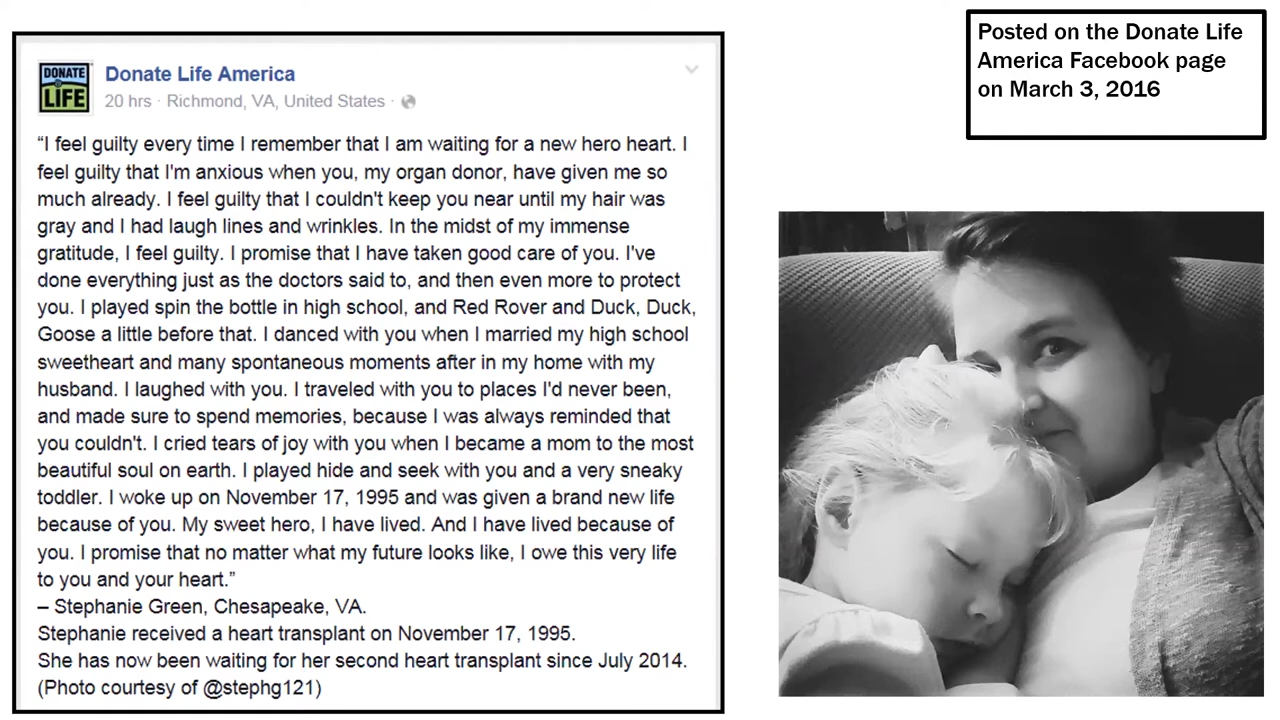 DONATE
LIFE
Donate Life America
20 hrs · Richmond, VA, United States ·
“I feel guilty every time I remember that I am waiting for a new hero heart. I
feel guilty that I'm anxious when you, my organ donor, have given me so
much already. I feel guilty that I couldn't keep you near until my hair was
gray and I had laugh lines and wrinkles. In the midst of my immense
gratitude, I feel guilty. I promise that I have taken good care of you. I've
done everything just as the doctors said to, and then even more to protect
you. I played spin the bottle in high school, and Red Rover and Duck, Duck,
Goose a little before that. I danced with you when I married my high school
sweetheart and many spontaneous moments after in my home with my
husband. I laughed with you. I traveled with you to places I'd never been,
and made sure to spend memories, because I was always reminded that
you couldn't. I cried tears of joy with you when I became a mom to the most
beautiful soul on earth. I played hide and seek with you and a very sneaky
toddler. I woke up on November 17, 1995 and was given a brand new life
because of you. My sweet hero, I have lived. And I have lived because of
you. I promise that no matter what my future looks like, I owe this very life
to you and your heart.”
– Stephanie Green, Chesapeake, VA.
Stephanie received a heart transplant on November 17, 1995.
She has now been waiting for her second heart transplant since July 2014.
(Photo courtesy of @stephg121)
Posted on the Donate Life
America Facebook page
on March 3, 2016